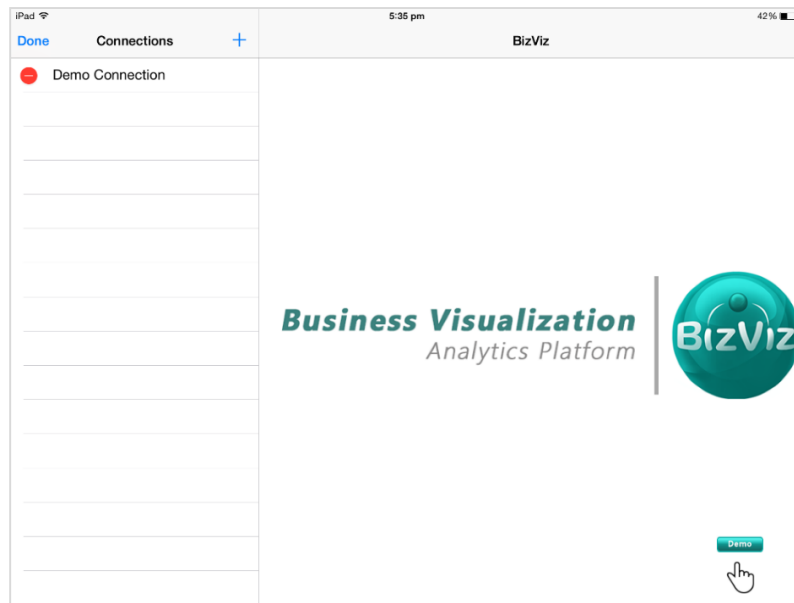 iPad 5:35 pm 42%
Done Connections + BizViz
Demo Connection
Business Visualization
Analytics Platform
BizViz
Demo